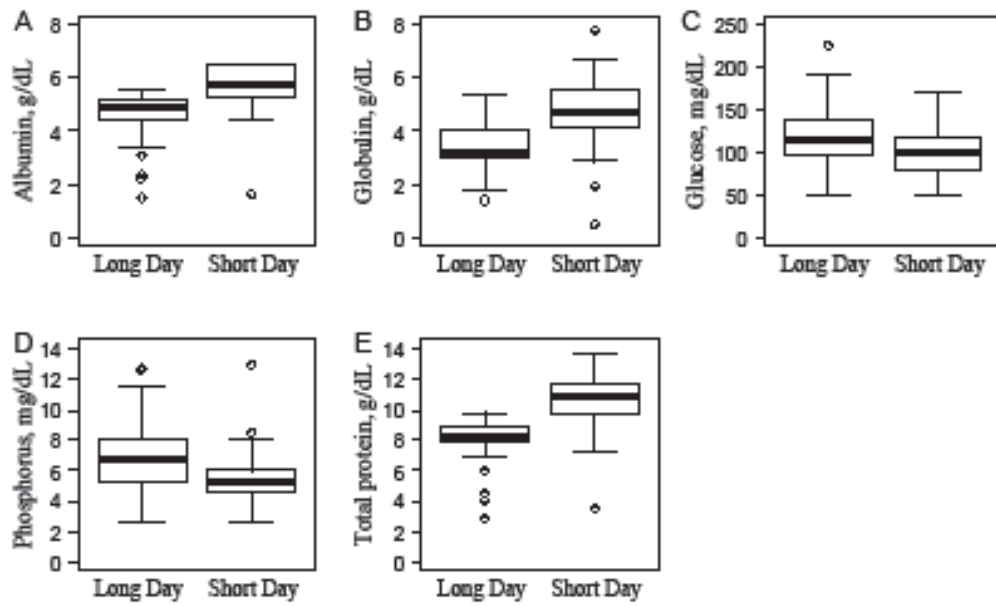 A
Albumin, g/dL
8
6
4
2
0
Long Day Short Day
B
Globulin, g/dL
8
6
4
2
0
Long Day Short Day
C
Glucose, mg/dL
250
200
150
100
50
0
Long Day Short Day
D
Phosphorus, mg/dL
14
12
10
8
6
4
2
0
Long Day Short Day
E
Total protein, g/dL
14
12
10
8
6
4
2
0
Long Day Short Day